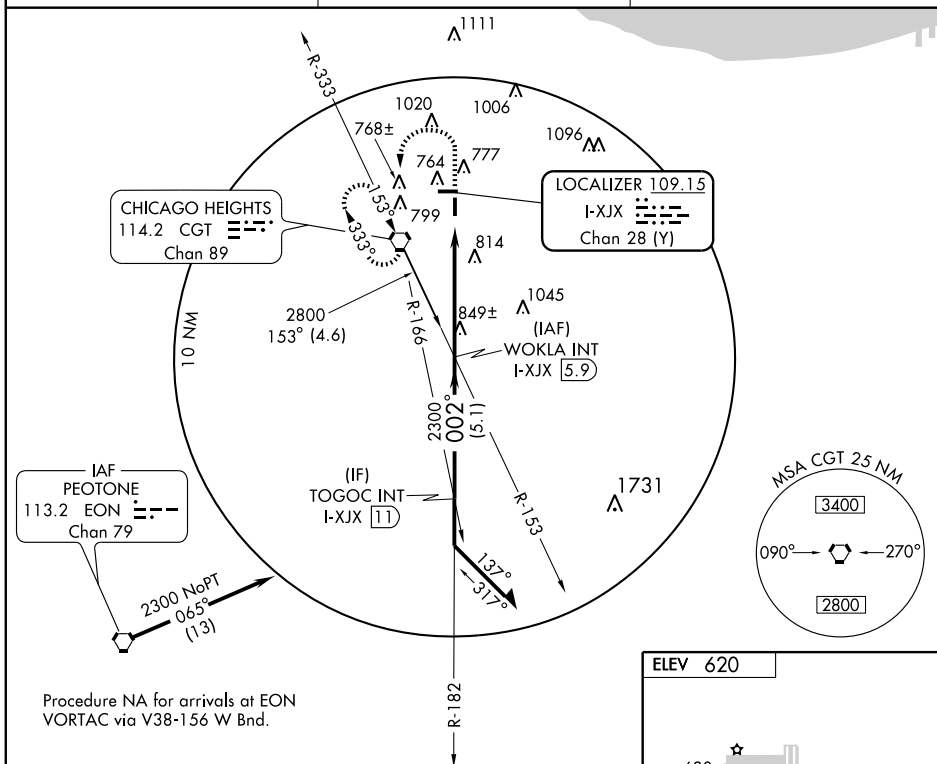 1111
R-333
1020
1006
768±
1096
764
777
153°
799
333°
CHICAGO HEIGHTS
114.2 CGT
Chan 89
LOCALIZER 109.15
I-XJX
Chan 28 (Y)
814
2800
153° (4.6)
R-166
1045
849±
(IAF)
WOKLA INT
I-XJX 5.9
10 NM
2300
002°
(5.1)
IAF
PEOTONE
113.2 EON
Chan 79
(IF)
TOGOC INT
I-XJX 11
R-153
1731
MSA CGT 25 NM
3400
090°
270°
2800
137°
317°
2300 NoPT
065°
(13)
R-182
Procedure NA for arrivals at EON
VORTAC via V38-156 W Bnd.
ELEV 620